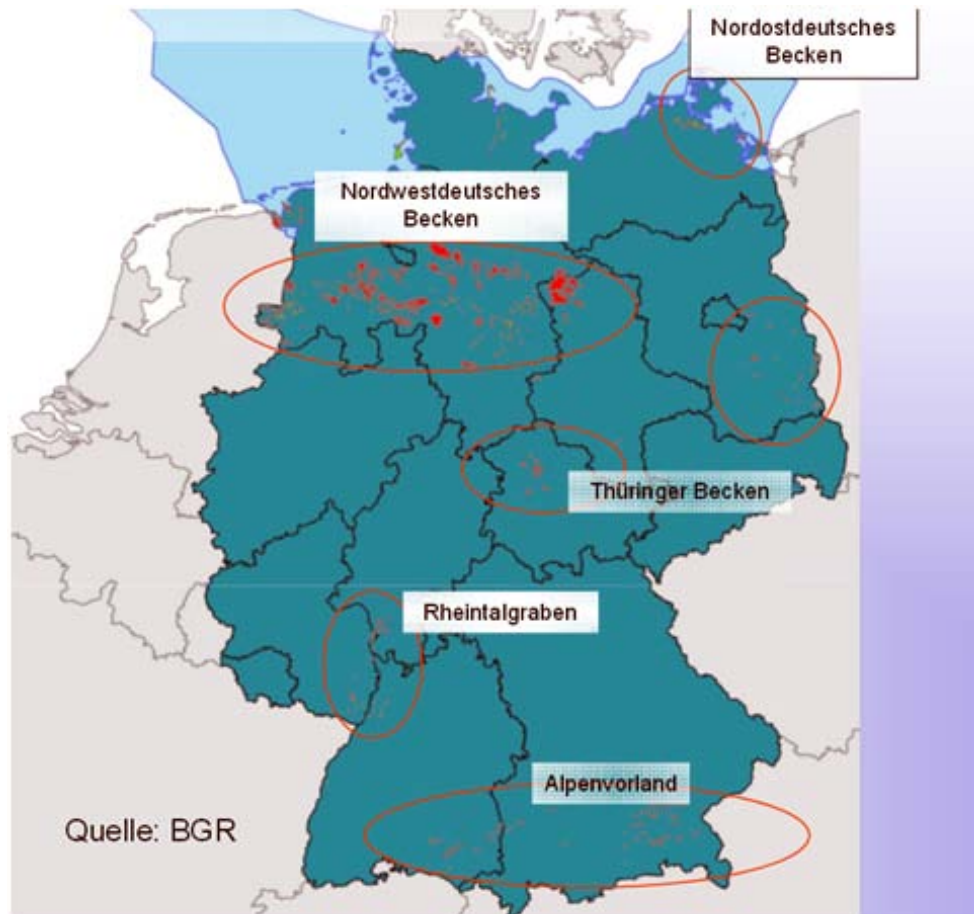 Nordostdeutsches
Becken
Nordwestdeutsches
Becken
Thüringer Becken
Rheintalgraben
Alpenvorland
Quelle: BGR